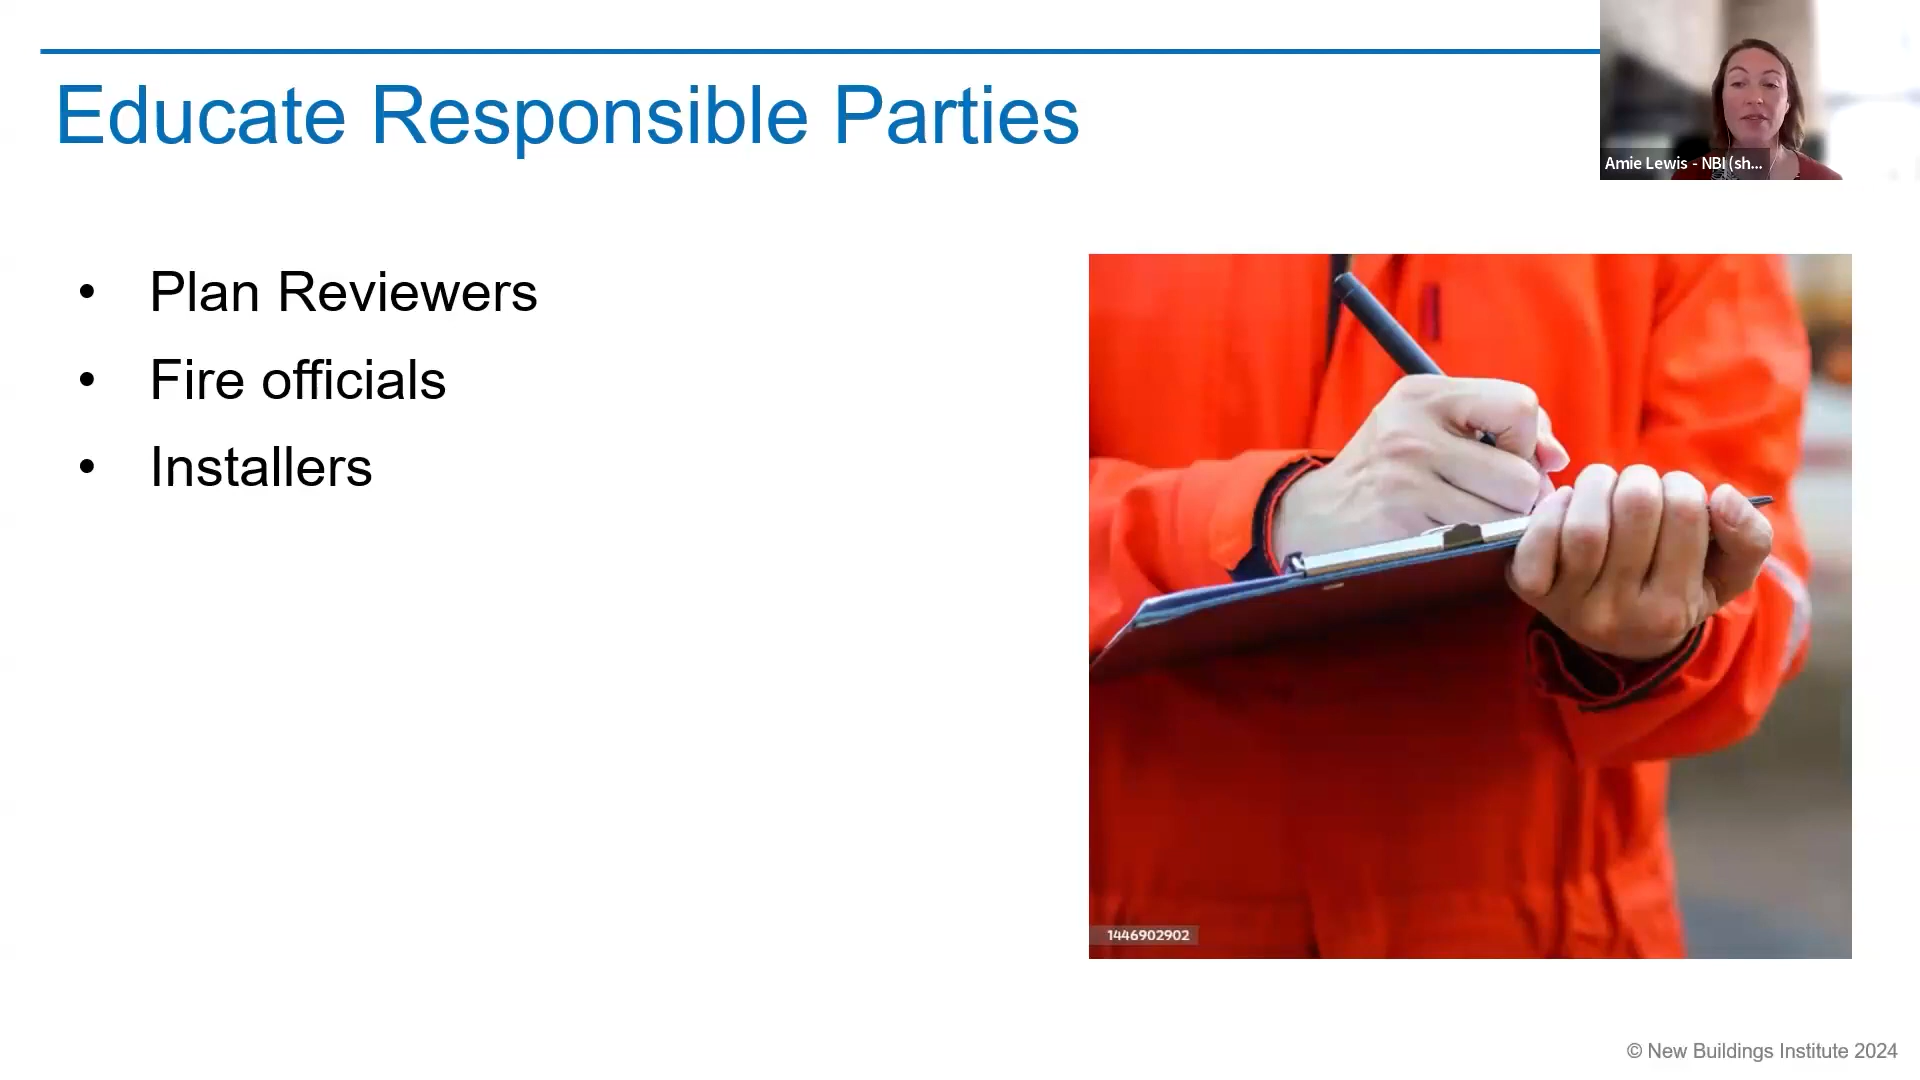 Educate Responsible Parties
Amie Lewis - NBI (sh...
• Plan Reviewers
• Fire officials
• Installers
1446902902
© New Buildings Institute 2024